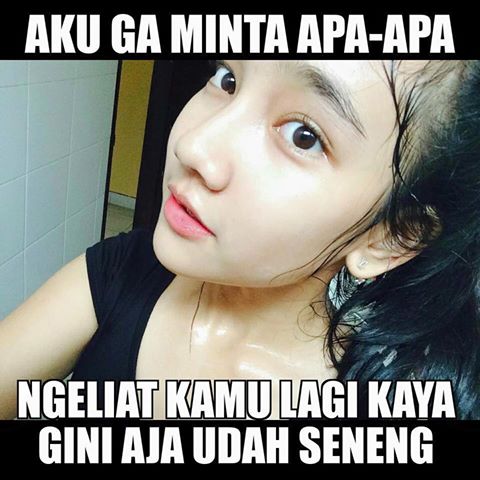 AKU GA MINTA APA-APA
NGELIAT KAMU LAGI KAYA
GINI AJA UDAH SENENG